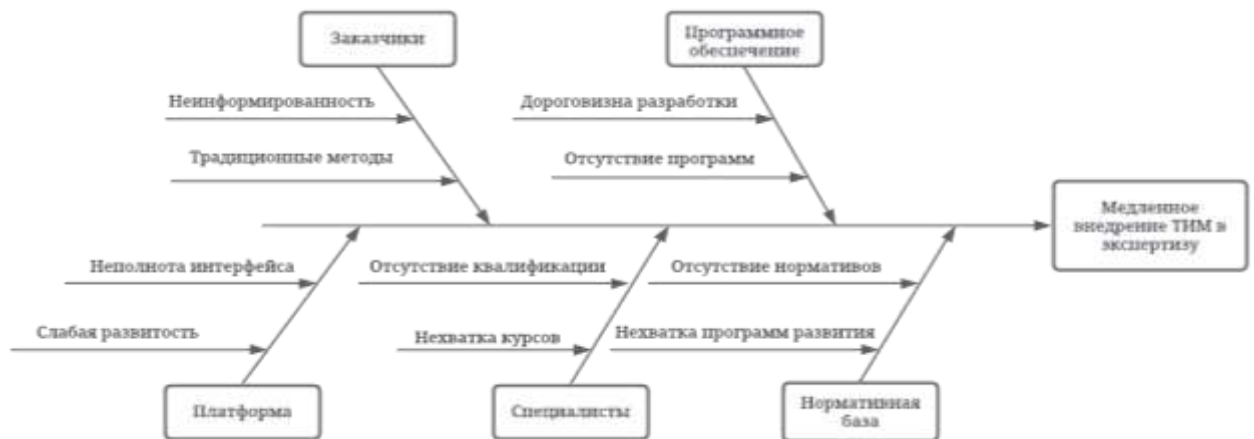 Заказчики
Программное
обеспечение
Неинформированность
Дороговизна разработки
Традиционные методы
Отсутствие программ
Медленное
внедрение ТИМ в
экспертизу
Неполнота интерфейса
Отсутствие квалификации
Отсутствие нормативов
Слабая развитость
Нехватка курсов
Нехватка программ развития
Платформа
Специалисты
Нормативная
база